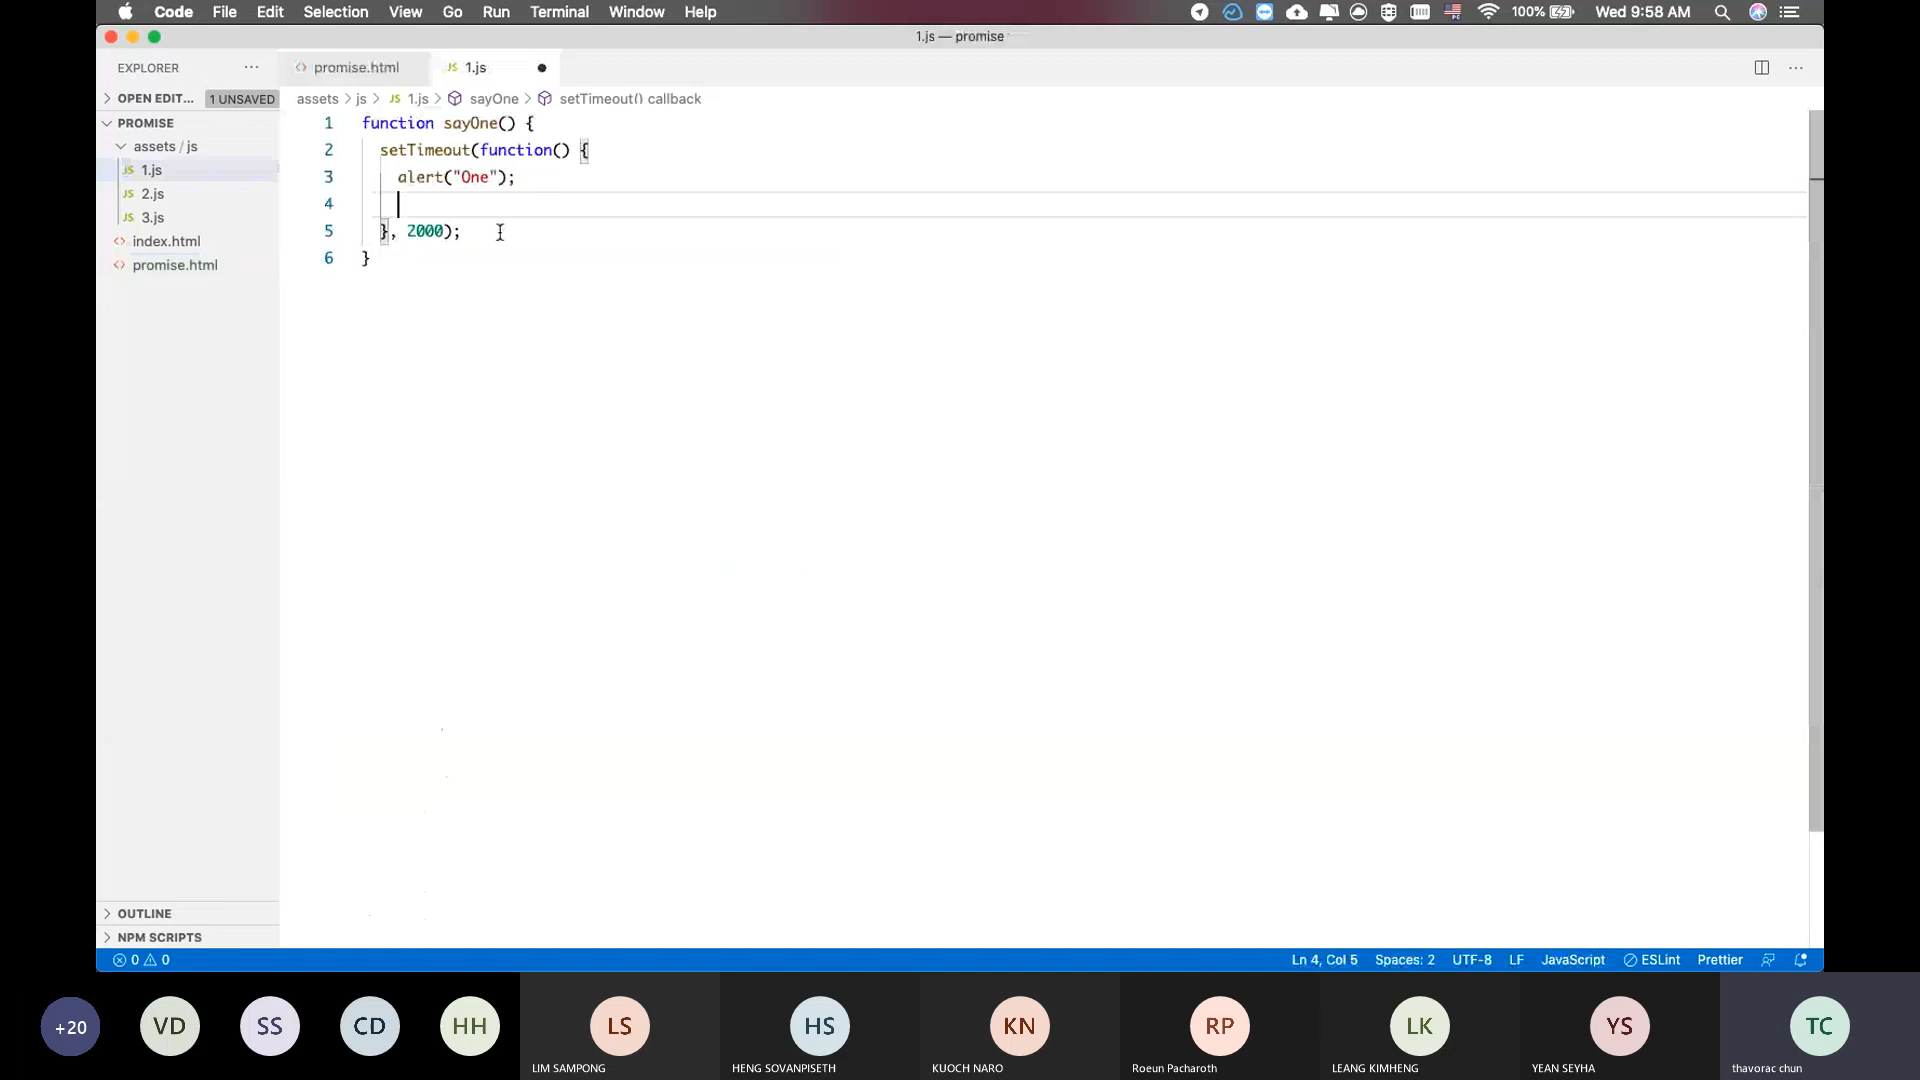 Code File Edit Selection View Go Run Terminal Window Help 100% Wed 9:58 AM
1.js — promise
EXPLORER
promise.html
JS 1.js
OPEN EDIT... 1 UNSAVED
assets > js > JS 1.js > sayOne > setTimeout() callback
PROMISE
assets / js
JS 1.js
JS 2.js
JS 3.js
index.html
promise.html
1 function sayOne() {
2 setTimeout(function() {
3 alert("One");
4
5 }, 2000);
6 }
OUTLINE
NPM SCRIPTS
0 0 Ln 4, Col 5 Spaces: 2 UTF-8 LF JavaScript ESLint Prettier
+20 VD SS CD HH LS HS KN RP LK YS TC
LIM SAMPONG HENG SOVANPISETH KUOCH NARO Roeun Pacharoth LEANG KIMHENG YEAN SEYHA thavorac chun